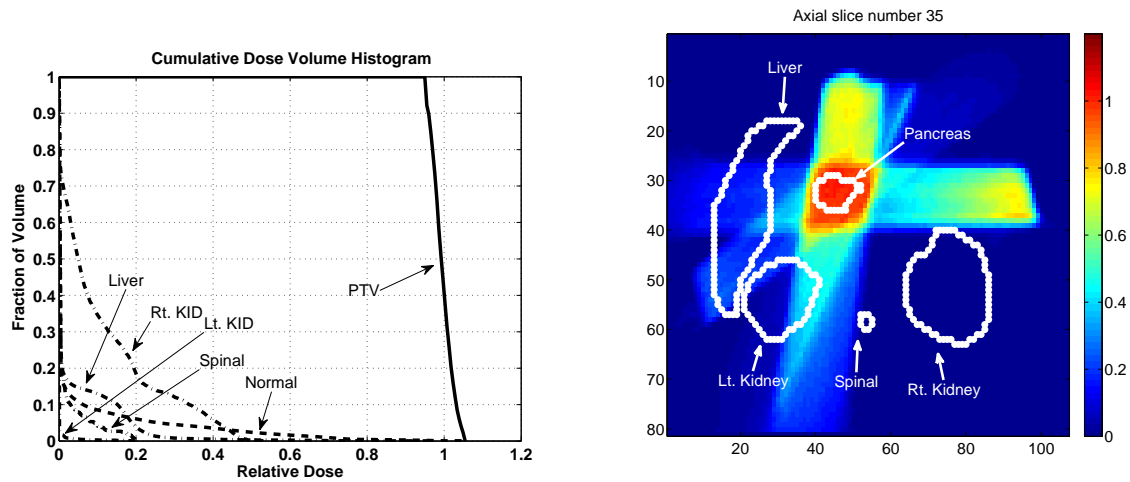 Cumulative Dose Volume Histogram
1
0.9
0.8
0.7
0.6
0.5
0.4
0.3
0.2
0.1
0
Fraction of Volume
Liver
Rt. KID
Lt. KID
Spinal
Normal
PTV
0 0.2 0.4 0.6 0.8 1 1.2
Relative Dose
Axial slice number 35
10
20
30
40
50
60
70
80
Liver
Pancreas
Lt. Kidney
Spinal
Rt. Kidney
20 40 60 80 100
1
0.8
0.6
0.4
0.2
0